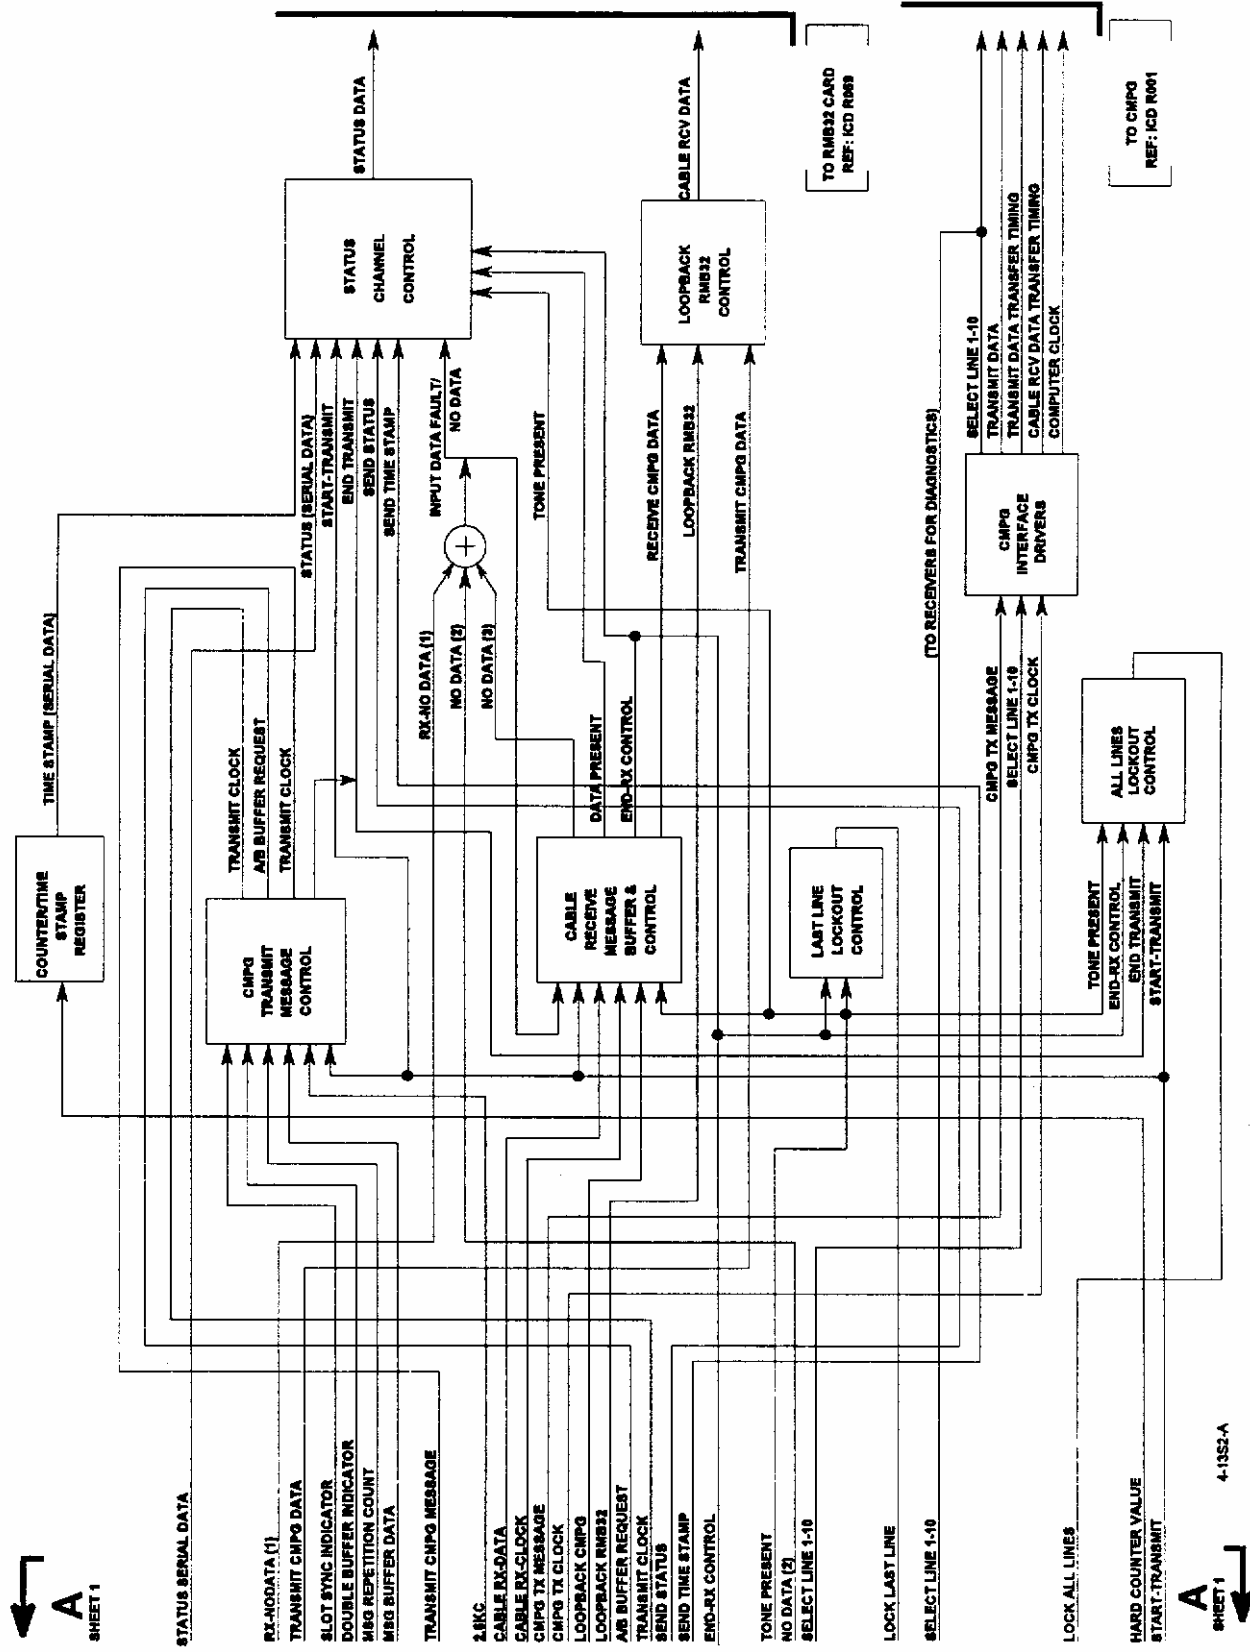 A
SHEET 1
STATUS SERIAL DATA
RX-NODATA (1)
TRANSMIT CMPG DATA
SLOT SYNC INDICATOR
DOUBLE BUFFER INDICATOR
MSG REPETITION COUNT
MSG BUFFER DATA
TRANSMIT CMPG MESSAGE
CABLE RX-DATA
CABLE RX-CLOCK
CMPG TX MESSAGE
CMPG TX CLOCK
LOOPBACK CMPG
LOOPBACK RMB32
A/B BUFFER REQUEST
TRANSMIT CLOCK
SEND STATUS
SEND TIME STAMP
END-RX CONTROL
TONE PRESENT
NO DATA (2)
SELECT LINE 1-10
LOCK LAST LINE
SELECT LINE 1-10
LOCK ALL LINES
HARD COUNTER VALUE
START-TRANSMIT
A
SHEET 1
4-13S2-A
COUNTER/TIME
STAMP
REGISTER
TIME STAMP (SERIAL DATA)
CMPG
TRANSMIT
MESSAGE
CONTROL
TRANSMIT CLOCK
A/B BUFFER REQUEST
TRANSMIT CLOCK
CABLE
RECEIVE
MESSAGE
BUFFER &
CONTROL
DATA PRESENT
END-RX CONTROL
LAST LINE
LOCKOUT
CONTROL
TONE PRESENT
END-RX CONTROL
END TRANSMIT
START-TRANSMIT
ALL LINES
LOCKOUT
CONTROL
RX-NO DATA (1)
NO DATA (2)
NO DATA (3)
+
STATUS (SERIAL DATA)
START-TRANSMIT
END TRANSMIT
SEND STATUS
SEND TIME STAMP
INPUT DATA FAULT/
NO DATA
TONE PRESENT
RECEIVE CMPG DATA
LOOPBACK RMB32
TRANSMIT CMPG DATA
(TO RECEIVERS FOR DIAGNOSTICS)
CMPG TX MESSAGE
SELECT LINE 1-10
CMPG TX CLOCK
CMPG
INTERFACE
DRIVERS
SELECT LINE 1-10
TRANSMIT DATA
TRANSMIT DATA TRANSFER TIMING
CABLE RCV DATA TRANSFER TIMING
COMPUTER CLOCK
STATUS
CHANNEL
CONTROL
STATUS DATA
LOOPBACK
RMB32
CONTROL
CABLE RCV DATA
TO RMB32 CARD
REF: ICD R069
TO CMPG
REF: ICD R001